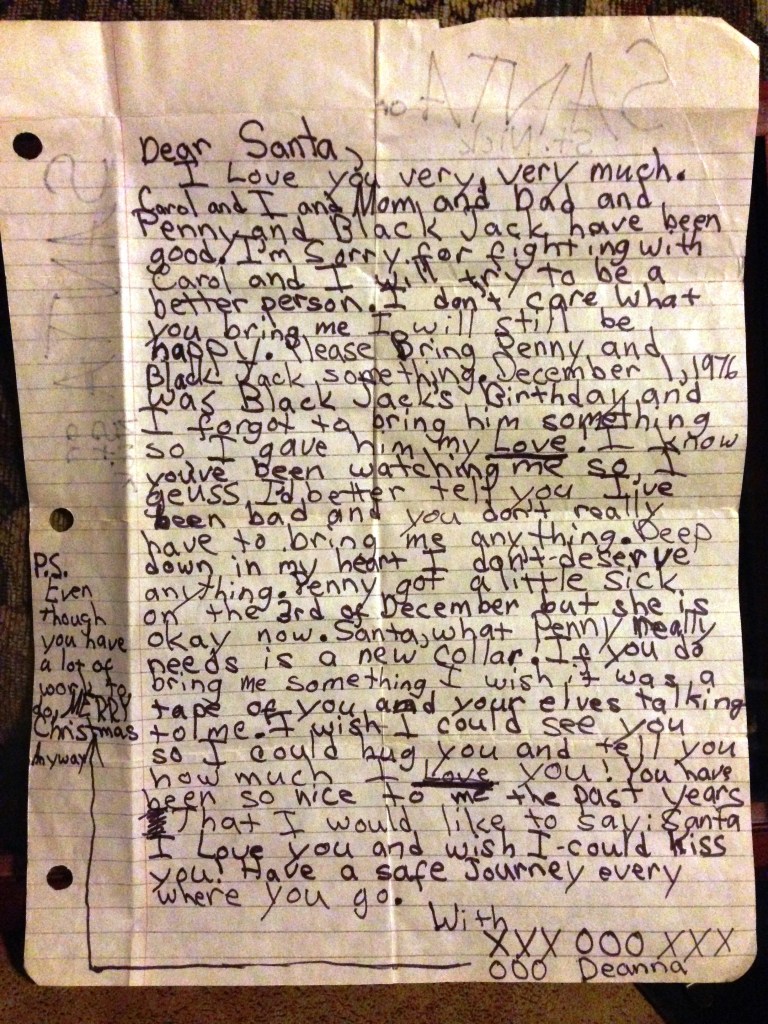 Dear Santa,
I Love you very, very much.
Carol and I and Mom and Dad and
Penny and Black Jack have been
good. I'm Sorry for fighting with
Carol and I will try to be a
better person. I don't care what
you bring me I will still be
happy. Please Bring Penny and
Black Jack something. December 1, 1976
was Black Jack's Birthday and
I forgot to bring him something
so I gave him my Love! I know
you've been watching me so I
geuss I'd better tell you I've
been bad and you don't really
have to bring me anything. Deep
down in my heart I don't deserve
anything. Penny got a little sick
on the 3rd of December but she is
okay now. Santa, what Penny really
needs is a new collar. If you do
bring me something I wish it was a
tape of you and your elves talking
to me. I wish I could see you
so I could hug you and tell you
how much I Love you! You have
been so nice to me the past years
That I would like to say: Santa
I Love you and wish I could kiss
you! Have a safe Journey every
where you go.
With
XXX OOO XXX
OOO Deanna
P.S.
Even
though
you have
a lot of
work to
do, MERRY
Christmas
Anyway!
SANTA or
St. Nick
SANTA
or
St. Nick